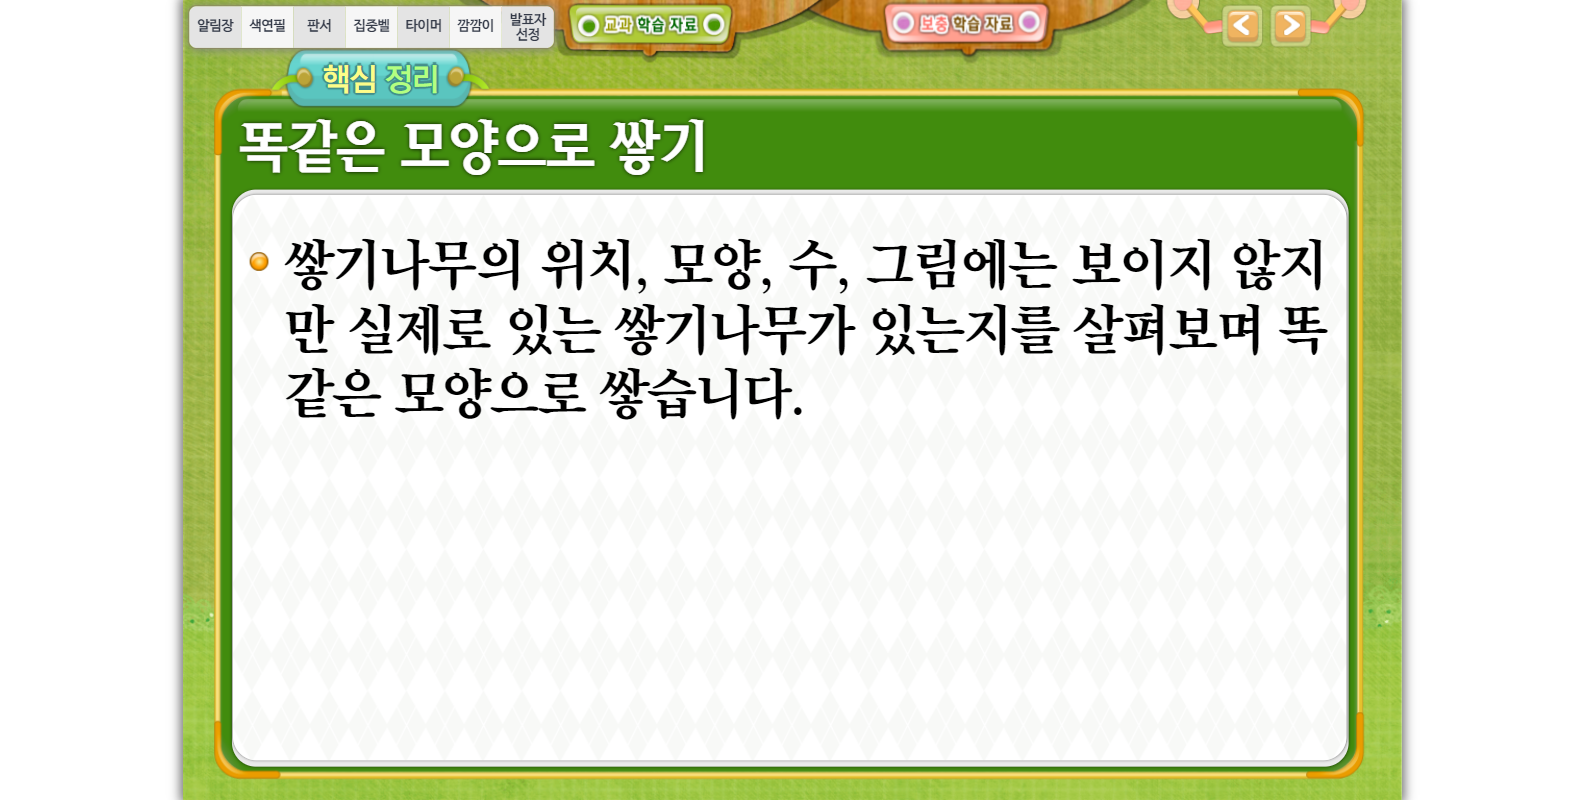 알림장 색연필 판서 집중벨 타이머 깜깜이 발표자 선정
교과 학습 자료
보충 학습 자료
핵심 정리
똑같은 모양으로 쌓기
쌓기나무의 위치, 모양, 수, 그림에는 보이지 않지
만 실제로 있는 쌓기나무가 있는지를 살펴보며 똑
같은 모양으로 쌓습니다.